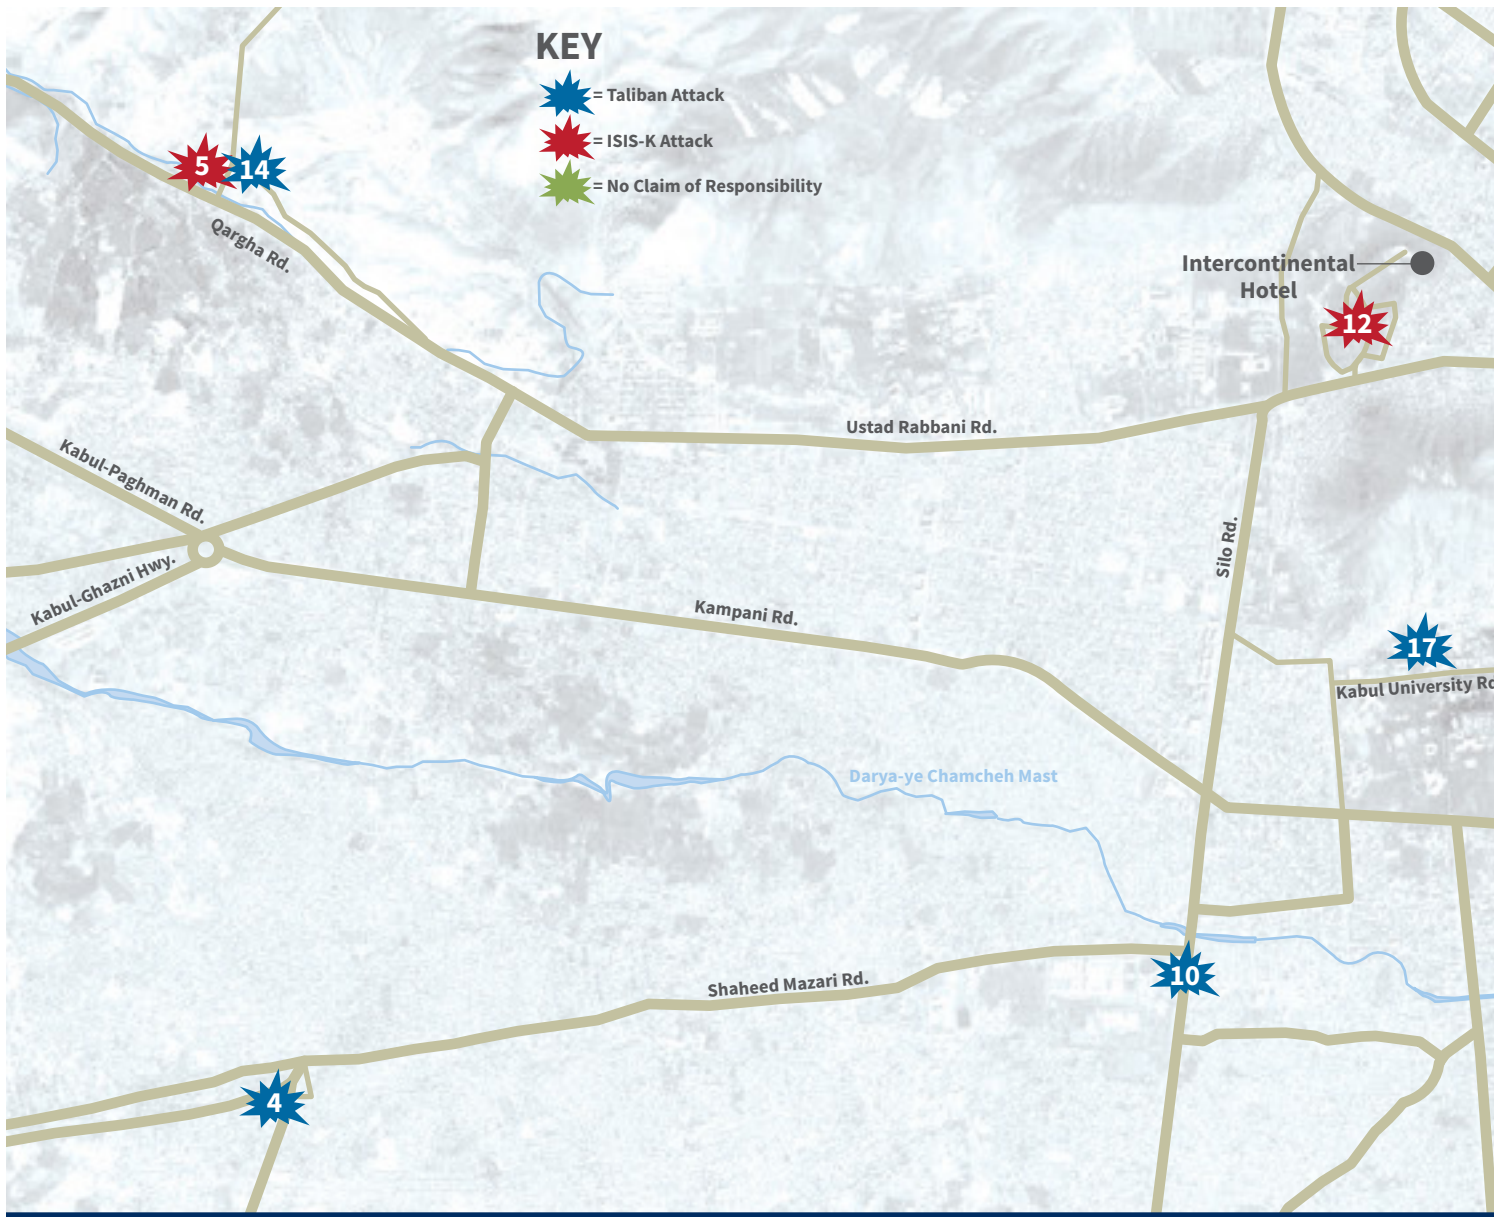 KEY
= Taliban Attack
= ISIS-K Attack
= No Claim of Responsibility
5
14
Qargha Rd.
Intercontinental
Hotel
12
Ustad Rabbani Rd.
Kabul-Paghman Rd.
Silo Rd.
Kabul-Ghazni Hwy.
Kampani Rd.
17
Kabul University Rd
Darya-ye Chamcheh Mast
10
Shaheed Mazari Rd.
4